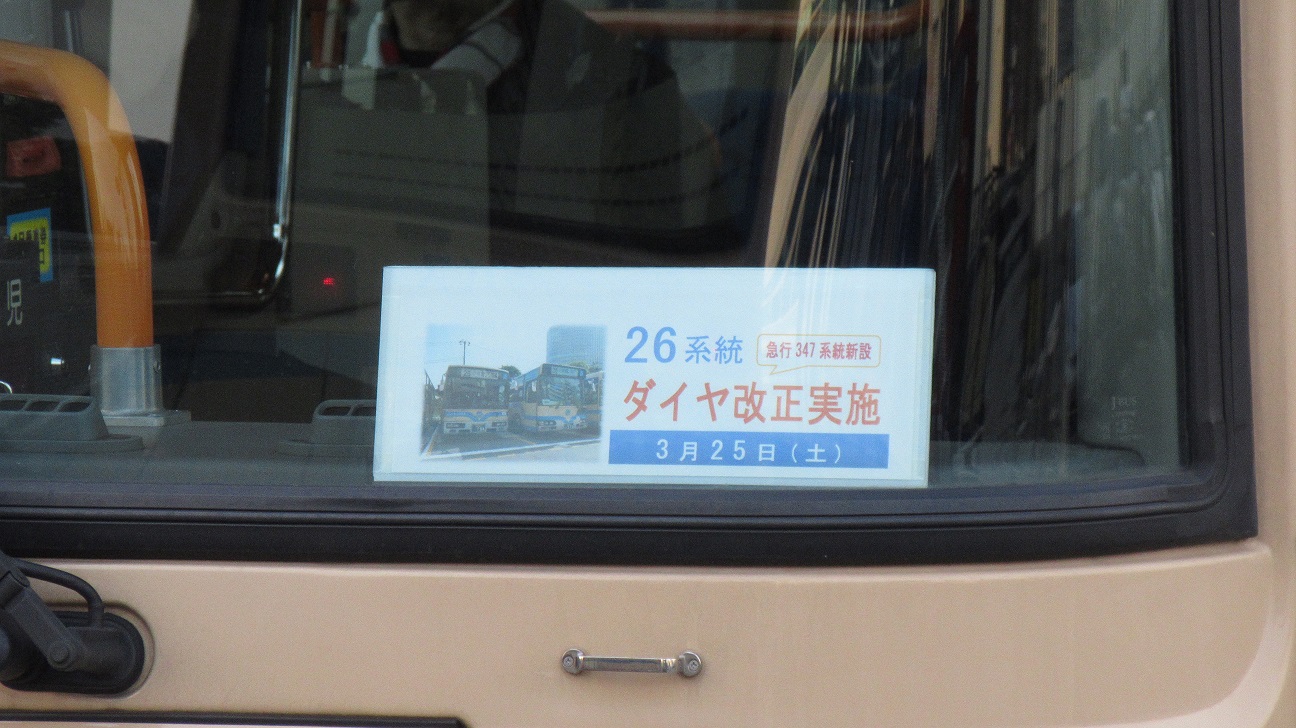 児
26系統
急行347系統新設
ダイヤ改正実施
3月25日(土)